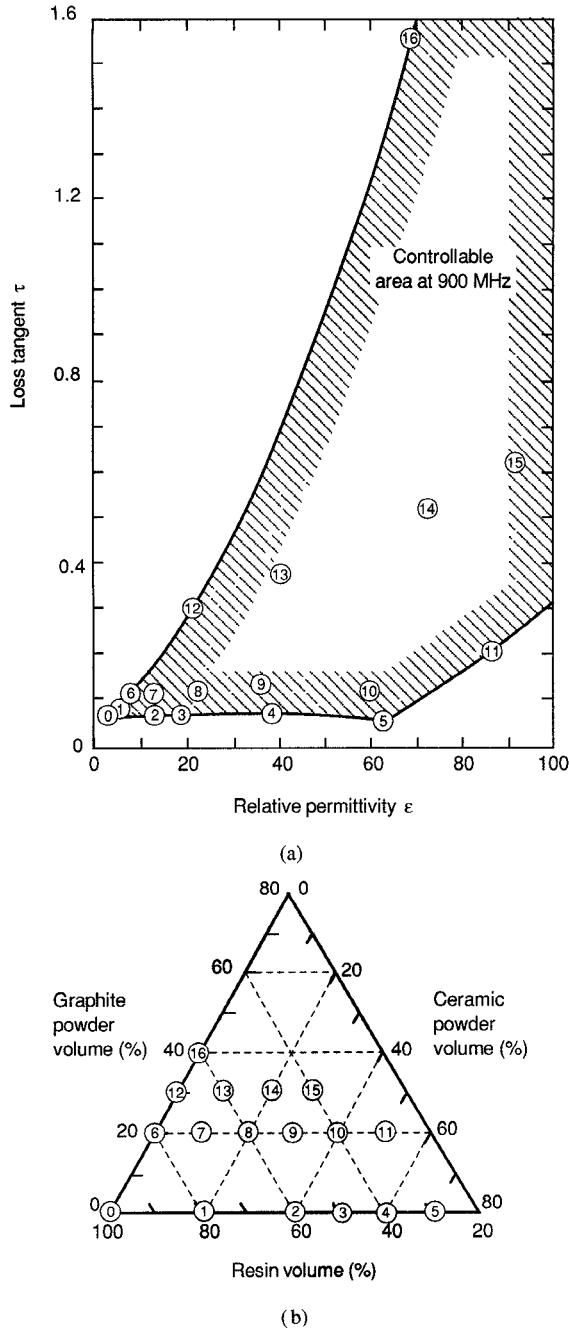 1.6
16
1.2
Controllable
area at 900 MHz
Loss tangent τ
0.8
15
14
0.4
13
12
11
6 7 8 9 10
0 1 2 3 4 5
0
0 20 40 60 80 100
Relative permittivity ε
(a)
80 0
60 20
Graphite
powder
volume (%)
Ceramic
powder
volume (%)
40 16 40
12 13 14 15
20 6 7 8 9 10 11 60
0 0 1 2 3 4 5 80
100 80 60 40 20
Resin volume (%)
(b)